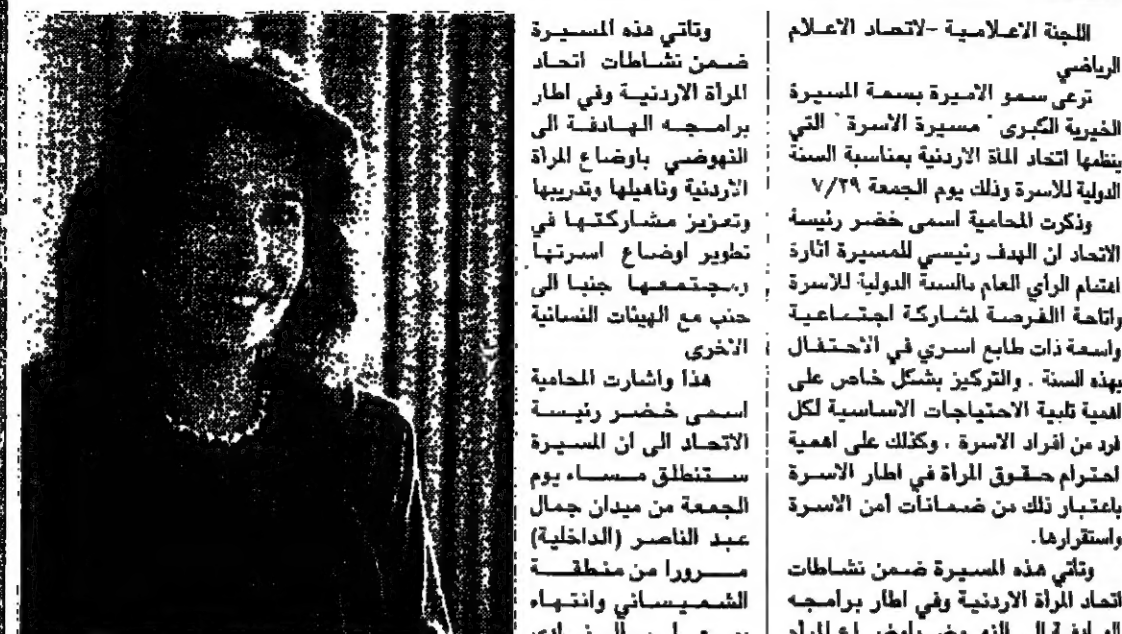 اللجنة الاعلامية -لاتحاد الاعلام
الرياضي
ترعى سمو الاميرة بسمة المسيرة
الخيرية الكبرى " مسيرة الاسرة " التي
ينظمها اتحاد المأة الاردنية بمناسبة السنة
الدولية للاسرة وذلك يوم الجمعة ٧/٢٩
وذكرت المحامية اسمى خضر رئيسة
الاتحاد ان الهدف رئيسي للمسيرة اثارة
اهتمام الرأي العام بالسنة الدولية للاسرة
واتاحة االفرصة لمشاركة اجتماعية
واسعة ذات طابع اسري في الاحتفال
بهذه السنة . والتركيز بشكل خاص على
اهمية تلبية الاحتياجات الاساسية لكل
فرد من افراد الاسرة . وكذلك على اهمية
احترام حقوق المرأة في اطار الاسرة
باعتبار ذلك من ضمانات أمن الاسرة
واستقرارها.
وتأتي هذه المسيرة ضمن نشاطات
اتحاد المرأة الاردنية وفي اطار برامجه
الهادفة الى النهوض باوضاع المرأة
وتاتي هذه المسيرة
ضمن نشاطات اتحاد
المرأة الاردنية وفي اطار
برامجه الهادفة الى
النهوضي باوضاع المرأة
الاردنية وتاهيلها وتدريبها
وتعزيز مشاركتها في
تطوير اوضاع اسرتها
ومجتمعها جنبا الى
جنب مع الهيئات النسائية
الاخرى
هذا واشارت المحامية
اسمى خضر رئيسة
الاتحاد الى ان المسيرة
ستنطلق مساء يوم
الجمعة من ميدان جمال
عبد الناصر (الداخلية)
مرورا من منطقة
الشميساني وانتهاء